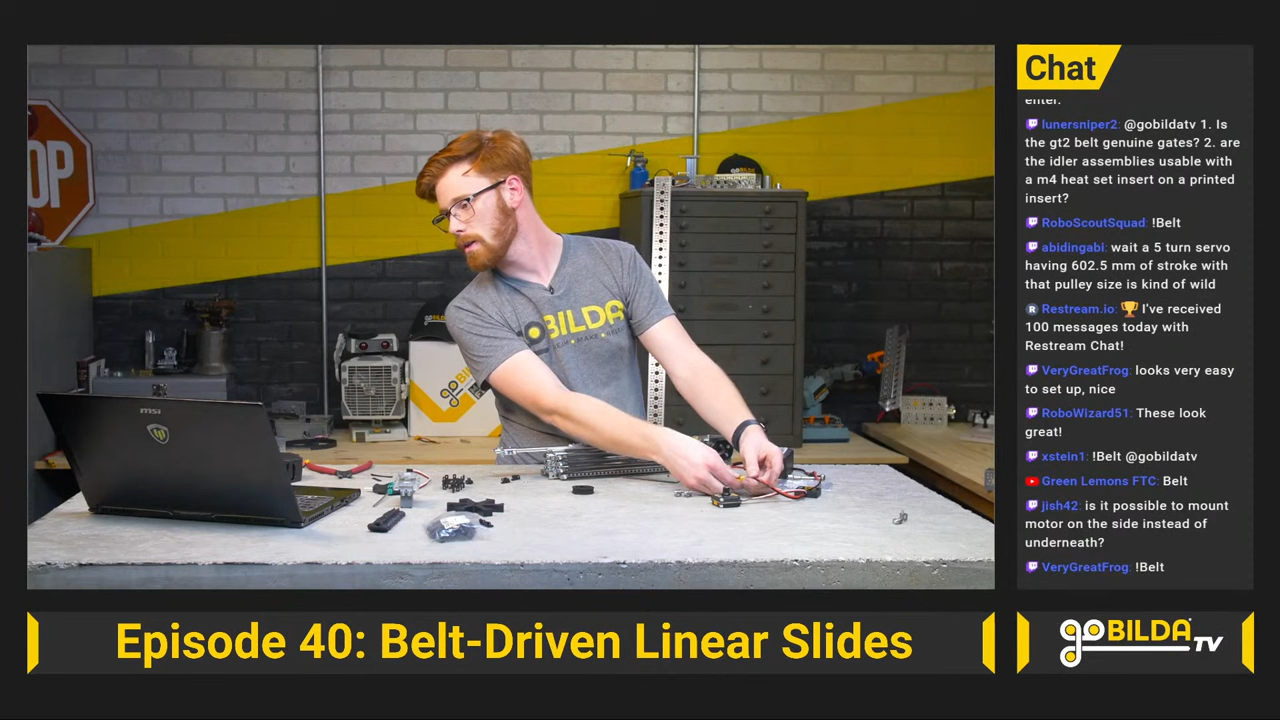 OP
goBILDA
msi
Episode 40: Belt-Driven Linear Slides
Chat
enter.
lunersniper2: @gobildatv 1. Is
the gt2 belt genuine gates? 2. are
the idler assemblies usable with
a m4 heat set insert on a printed
insert?
RoboScoutSquad: !Belt
abidingabi: wait a 5 turn servo
having 602.5 mm of stroke with
that pulley size is kind of wild
Restream.io: 🏆 I've received
100 messages today with
Restream Chat!
VeryGreatFrog: looks very easy
to set up, nice
RoboWizard51: These look
great!
xstein1: !Belt @gobildatv
Green Lemons FTC: Belt
jish42: is it possible to mount
motor on the side instead of
underneath?
VeryGreatFrog: !Belt
goBILDA TV